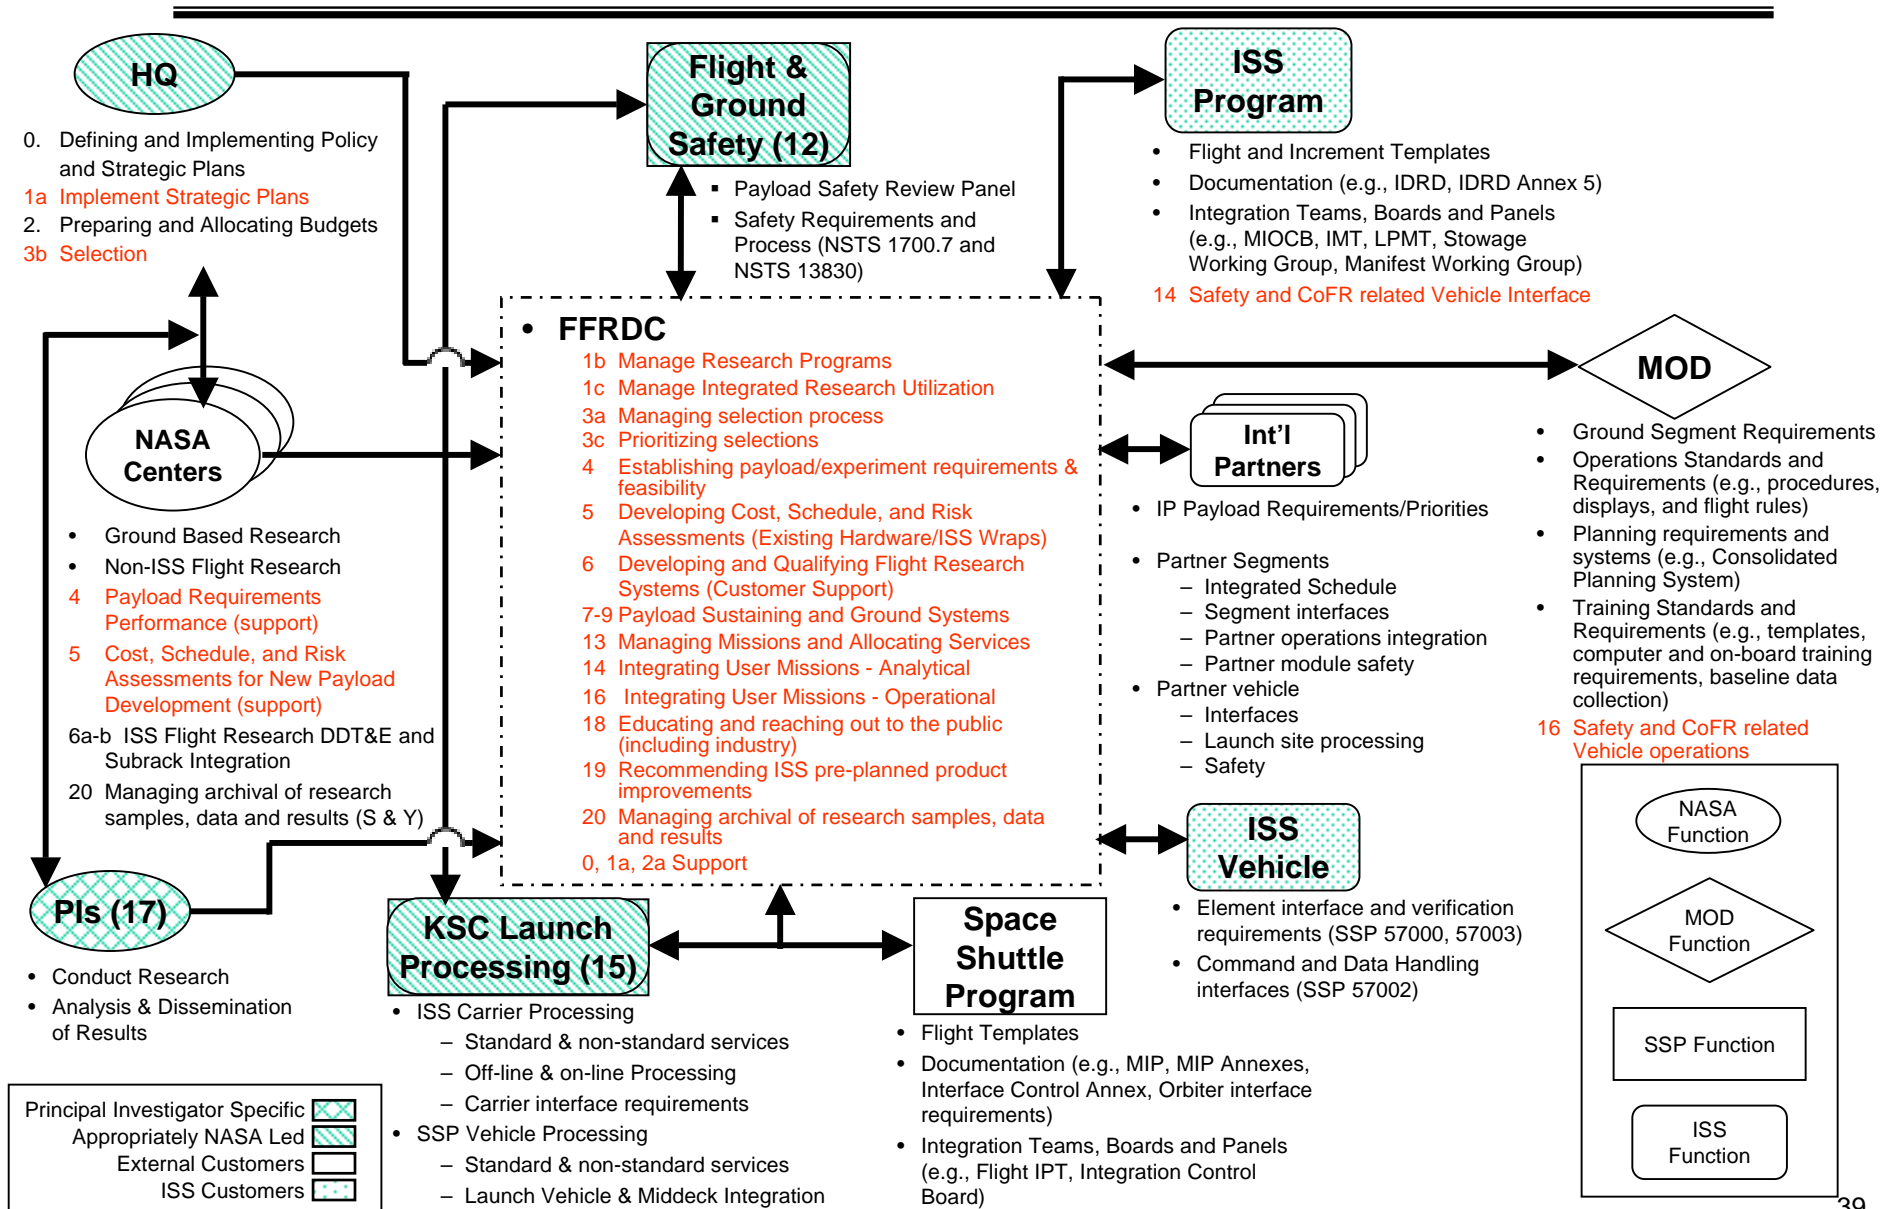 HQ
0. Defining and Implementing Policy
and Strategic Plans
1a Implement Strategic Plans
2. Preparing and Allocating Budgets
3b Selection
Flight &
Ground
Safety (12)
▪ Payload Safety Review Panel
▪ Safety Requirements and
Process (NSTS 1700.7 and
NSTS 13830)
ISS
Program
• Flight and Increment Templates
• Documentation (e.g., IDRD, IDRD Annex 5)
• Integration Teams, Boards and Panels
(e.g., MIOCB, IMT, LPMT, Stowage
Working Group, Manifest Working Group)
14 Safety and CoFR related Vehicle Interface
NASA
Centers
• Ground Based Research
• Non-ISS Flight Research
4 Payload Requirements
Performance (support)
5 Cost, Schedule, and Risk
Assessments for New Payload
Development (support)
6a-b ISS Flight Research DDT&E and
Subrack Integration
20 Managing archival of research
samples, data and results (S & Y)
• FFRDC
1b Manage Research Programs
1c Manage Integrated Research Utilization
3a Managing selection process
3c Prioritizing selections
4 Establishing payload/experiment requirements &
feasibility
5 Developing Cost, Schedule, and Risk
Assessments (Existing Hardware/ISS Wraps)
6 Developing and Qualifying Flight Research
Systems (Customer Support)
7-9 Payload Sustaining and Ground Systems
13 Managing Missions and Allocating Services
14 Integrating User Missions - Analytical
16 Integrating User Missions - Operational
18 Educating and reaching out to the public
(including industry)
19 Recommending ISS pre-planned product
improvements
20 Managing archival of research samples, data
and results
0, 1a, 2a Support
MOD
• Ground Segment Requirements
• Operations Standards and
Requirements (e.g., procedures,
displays, and flight rules)
• Planning requirements and
systems (e.g., Consolidated
Planning System)
• Training Standards and
Requirements (e.g., templates,
computer and on-board training
requirements, baseline data
collection)
16 Safety and CoFR related
Vehicle operations
Int'l
Partners
• IP Payload Requirements/Priorities
• Partner Segments
– Integrated Schedule
– Segment interfaces
– Partner operations integration
– Partner module safety
• Partner vehicle
– Interfaces
– Launch site processing
– Safety
ISS
Vehicle
• Element interface and verification
requirements (SSP 57000, 57003)
• Command and Data Handling
interfaces (SSP 57002)
PIs (17)
• Conduct Research
• Analysis & Dissemination
of Results
KSC Launch
Processing (15)
• ISS Carrier Processing
– Standard & non-standard services
– Off-line & on-line Processing
– Carrier interface requirements
• SSP Vehicle Processing
– Standard & non-standard services
– Launch Vehicle & Middeck Integration
Space
Shuttle
Program
• Flight Templates
• Documentation (e.g., MIP, MIP Annexes,
Interface Control Annex, Orbiter interface
requirements)
• Integration Teams, Boards and Panels
(e.g., Flight IPT, Integration Control
Board)
Principal Investigator Specific
Appropriately NASA Led
External Customers
ISS Customers
NASA
Function
MOD
Function
SSP Function
ISS
Function
39